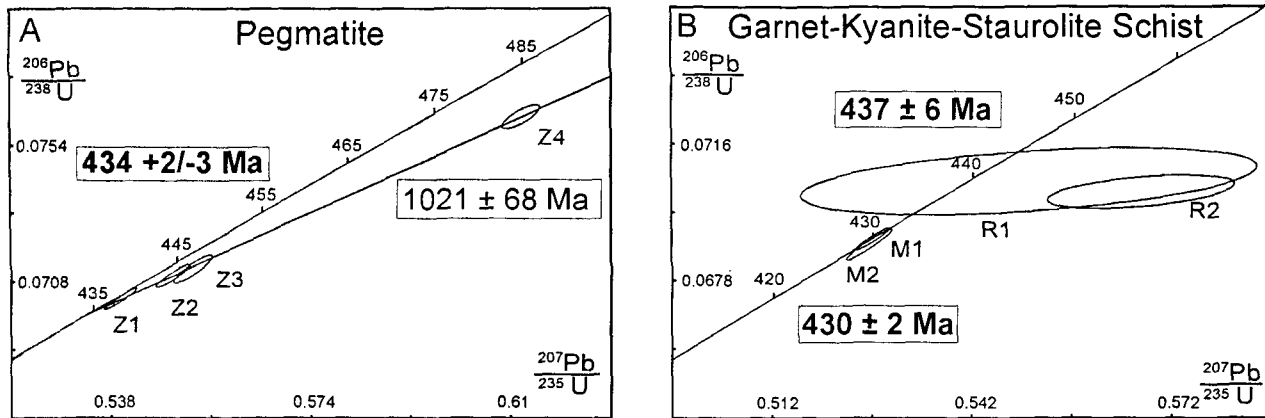 A
Pegmatite
206Pb
238U
485
475
465
455
445
435
0.0754
0.0708
434 +2/-3 Ma
1021 ± 68 Ma
Z4
Z3
Z2
Z1
207Pb
235U
0.538
0.574
0.61
B
Garnet-Kyanite-Staurolite Schist
206Pb
238U
437 ± 6 Ma
450
440
430
420
0.0716
0.0678
R1
R2
M1
M2
430 ± 2 Ma
207Pb
235U
0.512
0.542
0.572